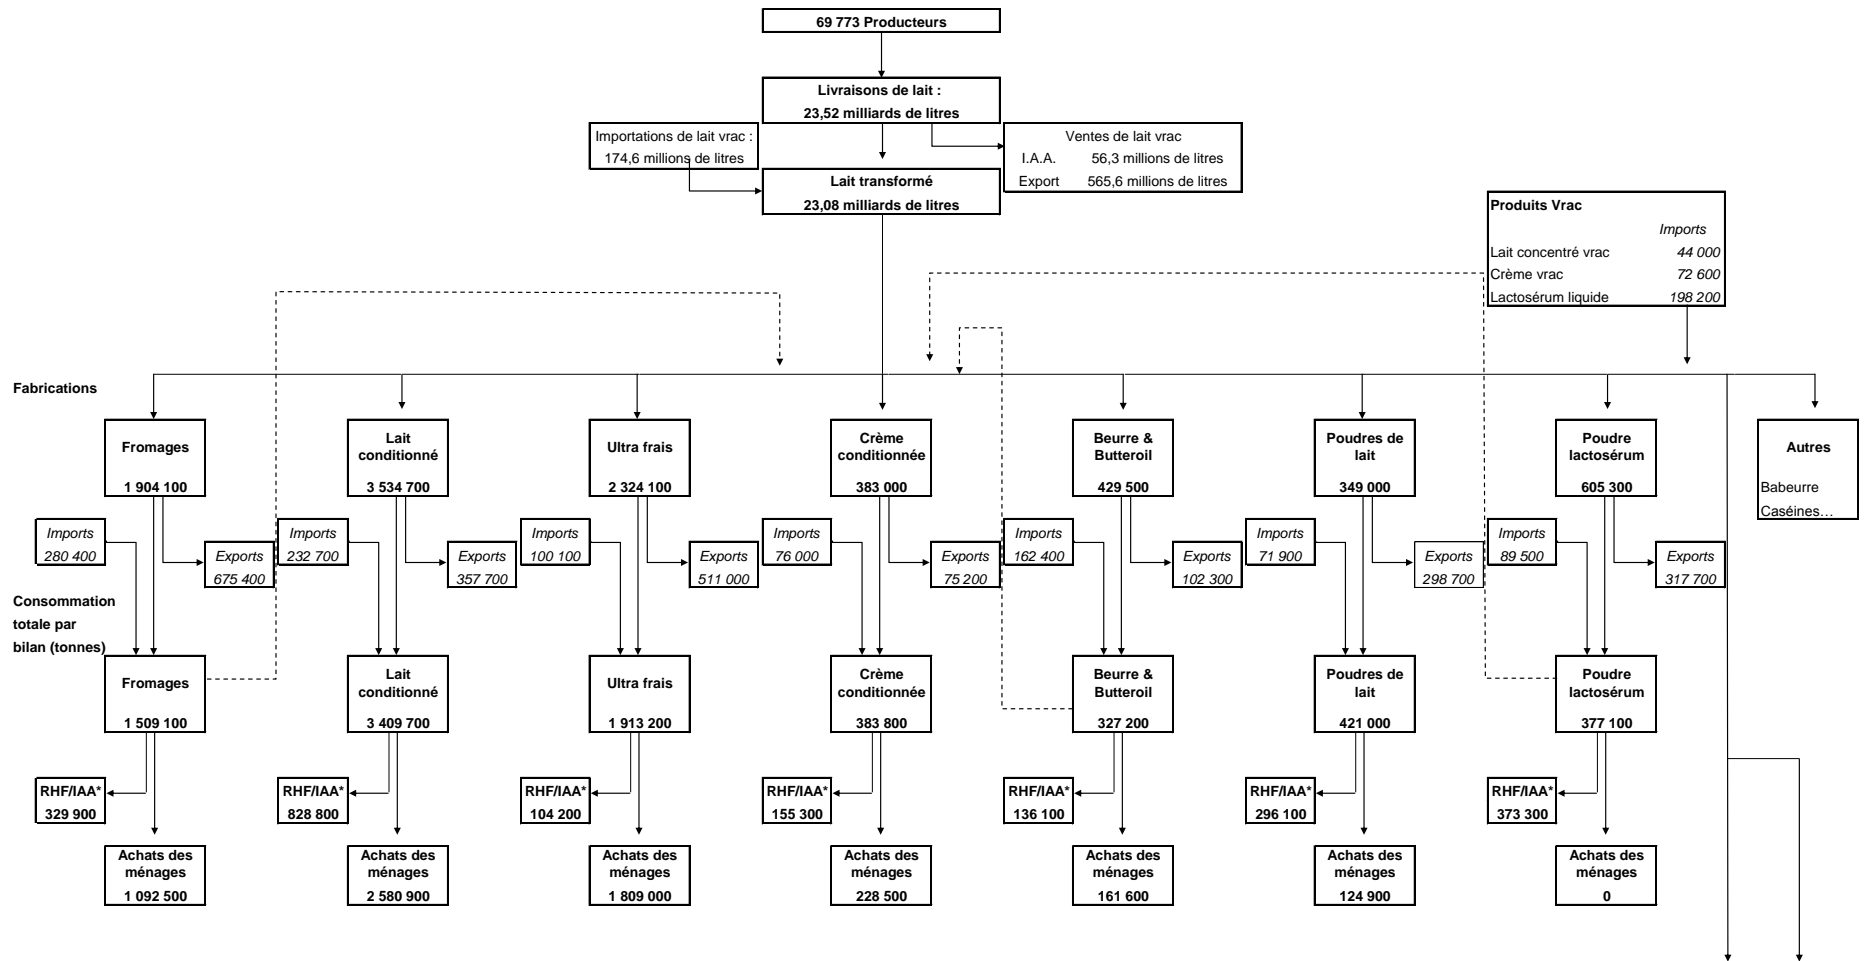 69 773 Producteurs
Livraisons de lait :
23,52 milliards de litres
Importations de lait vrac :
174,6 millions de litres
Ventes de lait vrac
I.A.A. 56,3 millions de litres
Export 565,6 millions de litres
Lait transformé
23,08 milliards de litres
Produits Vrac
Imports
Lait concentré vrac 44 000
Crème vrac 72 600
Lactosérum liquide 198 200
Fabrications
Fromages
1 904 100
Lait
conditionné
3 534 700
Ultra frais
2 324 100
Crème
conditionnée
383 000
Beurre &
Butteroil
429 500
Poudres de
lait
349 000
Poudre
lactosérum
605 300
Autres
Babeurre
Caséines…
Imports
280 400
Exports
675 400
Imports
232 700
Exports
357 700
Imports
100 100
Exports
511 000
Imports
76 000
Exports
75 200
Imports
162 400
Exports
102 300
Imports
71 900
Exports
298 700
Imports
89 500
Exports
317 700
Consommation
totale par
bilan (tonnes)
Fromages
1 509 100
Lait
conditionné
3 409 700
Ultra frais
1 913 200
Crème
conditionnée
383 800
Beurre &
Butteroil
327 200
Poudres de
lait
421 000
Poudre
lactosérum
377 100
RHF/IAA*
329 900
RHF/IAA*
828 800
RHF/IAA*
104 200
RHF/IAA*
155 300
RHF/IAA*
136 100
RHF/IAA*
296 100
RHF/IAA*
373 300
Achats des
ménages
1 092 500
Achats des
ménages
2 580 900
Achats des
ménages
1 809 000
Achats des
ménages
228 500
Achats des
ménages
161 600
Achats des
ménages
124 900
Achats des
ménages
0